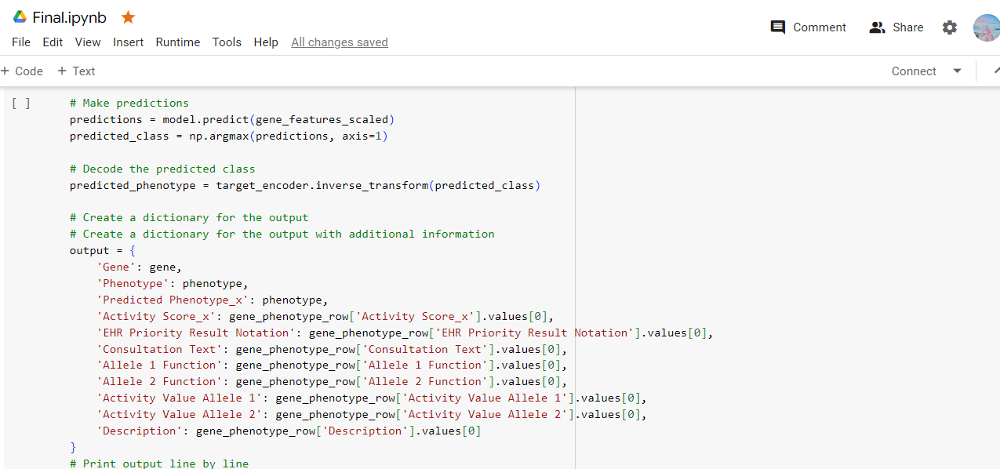 Final.ipynb
Comment
Share
File Edit View Insert Runtime Tools Help All changes saved
+ Code + Text
Connect
[ ]
# Make predictions
predictions = model.predict(gene_features_scaled)
predicted_class = np.argmax(predictions, axis=1)
# Decode the predicted class
predicted_phenotype = target_encoder.inverse_transform(predicted_class)
# Create a dictionary for the output
# Create a dictionary for the output with additional information
output = {
'Gene': gene,
'Phenotype': phenotype,
'Predicted Phenotype_x': phenotype,
'Activity Score_x': gene_phenotype_row['Activity Score_x'].values[0],
'EHR Priority Result Notation': gene_phenotype_row['EHR Priority Result Notation'].values[0],
'Consultation Text': gene_phenotype_row['Consultation Text'].values[0],
'Allele 1 Function': gene_phenotype_row['Allele 1 Function'].values[0],
'Allele 2 Function': gene_phenotype_row['Allele 2 Function'].values[0],
'Activity Value Allele 1': gene_phenotype_row['Activity Value Allele 1'].values[0],
'Activity Value Allele 2': gene_phenotype_row['Activity Value Allele 2'].values[0],
'Description': gene_phenotype_row['Description'].values[0]
}
# Print output line by line